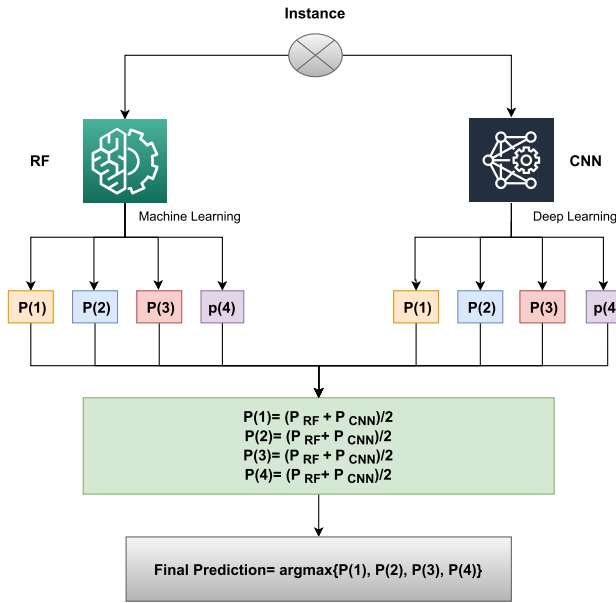 Instance
RF
CNN
Machine Learning
Deep Learning
P(1) P(2) P(3) p(4)
P(1) P(2) P(3) p(4
P(1)= (P RF + P CNN)/2
P(2)= (P RF+ P CNN)/2
P(3)= (P RF + P CNN)/2
P(4)= (P RF+ P CNN)/2
Final Prediction= argmax{P(1), P(2), P(3), P(4)}